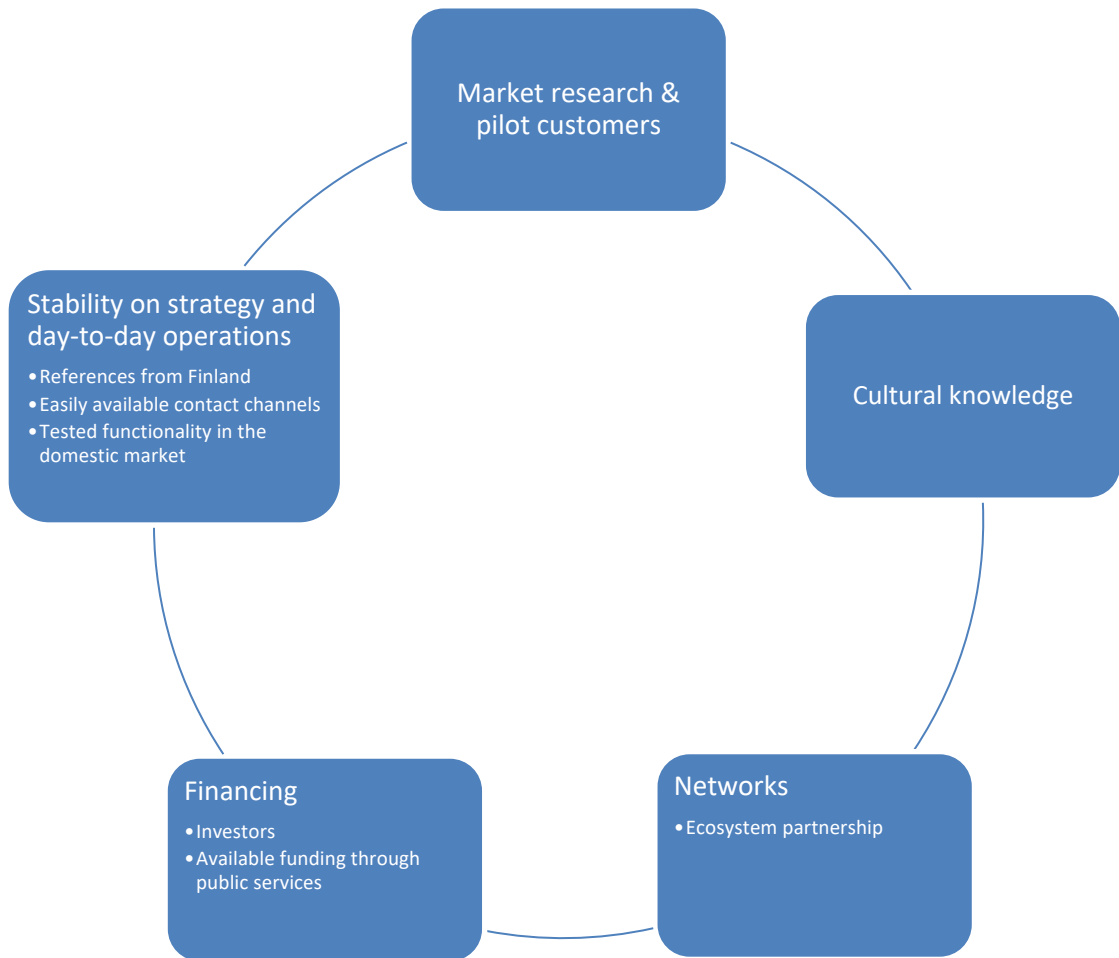 Market research &
pilot customers
Stability on strategy and
day-to-day operations
•References from Finland
•Easily available contact channels
•Tested functionality in the
domestic market
Cultural knowledge
Financing
•Investors
•Available funding through
public services
Networks
•Ecosystem partnership